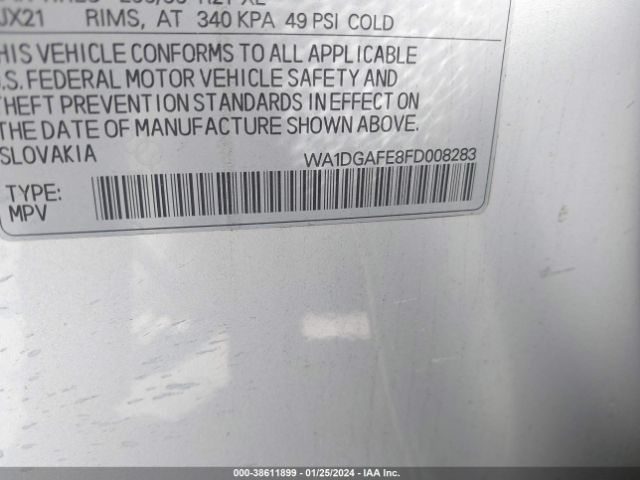 JX21 RIMS, AT 340 KPA 49 PSI COLD
THIS VEHICLE CONFORMS TO ALL APPLICABLE
U.S. FEDERAL MOTOR VEHICLE SAFETY AND
THEFT PREVENTION STANDARDS IN EFFECT ON
THE DATE OF MANUFACTURE SHOWN ABOVE.
SLOVAKIA WA1DGAFE8FD008283
TYPE:
MPV
000-38611899 - 01/25/2024 - IAA Inc.